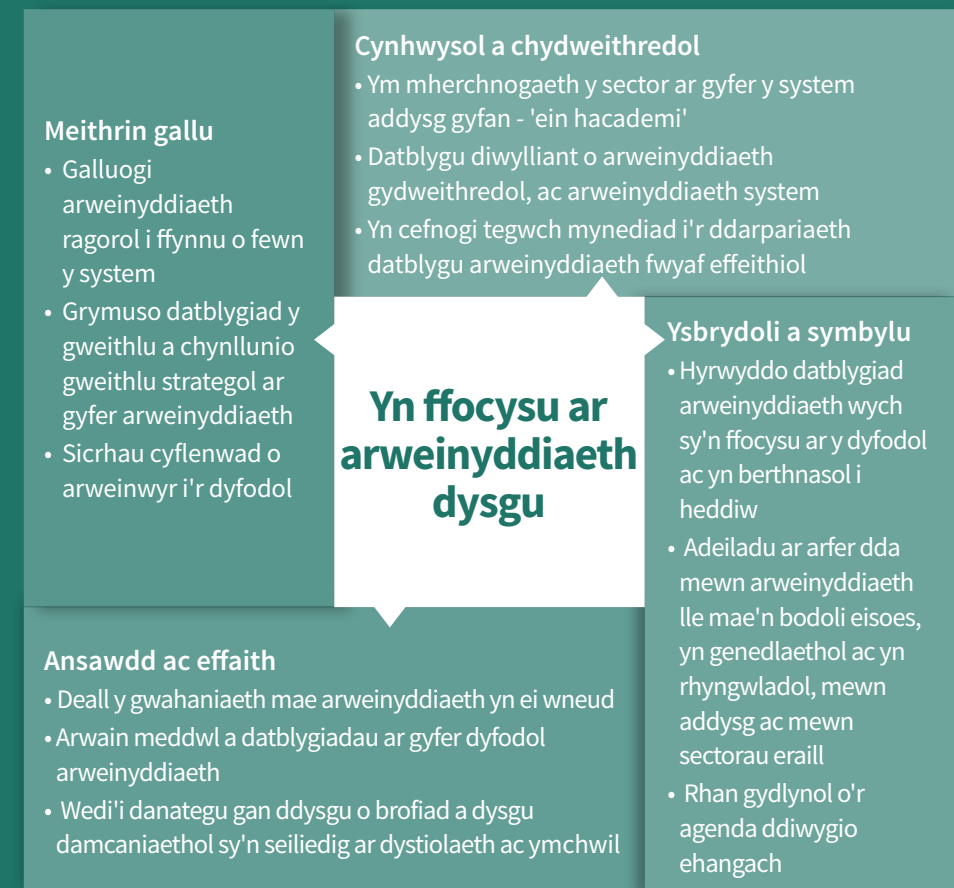 Meithrin gallu
• Galluogi
arweinyddiaeth
ragorol i ffynnu o fewn
y system
• Grymuso datblygiad y
gweithlu a chynllunio
gweithlu strategol ar
gyfer arweinyddiaeth
• Sicrhau cyflenwad o
arweinwyr i'r dyfodol
Cynhwysol a chydweithredol
• Ym mherchnogaeth y sector ar gyfer y system
addysg gyfan - 'ein hacademi'
• Datblygu diwylliant o arweinyddiaeth
gydweithredol, ac arweinyddiaeth system
• Yn cefnogi tegwch mynediad i'r ddarpariaeth
datblygu arweinyddiaeth fwyaf effeithiol
Yn ffocysu ar
arweinyddiaeth
dysgu
Ysbrydoli a symbylu
• Hyrwyddo datblygiad
arweinyddiaeth wych
sy'n ffocysu ar y dyfodol
ac yn berthnasol i
heddiw
• Adeiladu ar arfer dda
mewn arweinyddiaeth
lle mae'n bodoli eisoes,
yn genedlaethol ac yn
rhyngwladol, mewn
addysg ac mewn
sectorau eraill
• Rhan gydlynol o'r
agenda ddiwygio
ehangach
Ansawdd ac effaith
• Deall y gwahaniaeth mae arweinyddiaeth yn ei wneud
• Arwain meddwl a datblygiadau ar gyfer dyfodol
arweinyddiaeth
• Wedi'i danategu gan ddysgu o brofiad a dysgu
damcaniaethol sy'n seiliedig ar dystiolaeth ac ymchwil